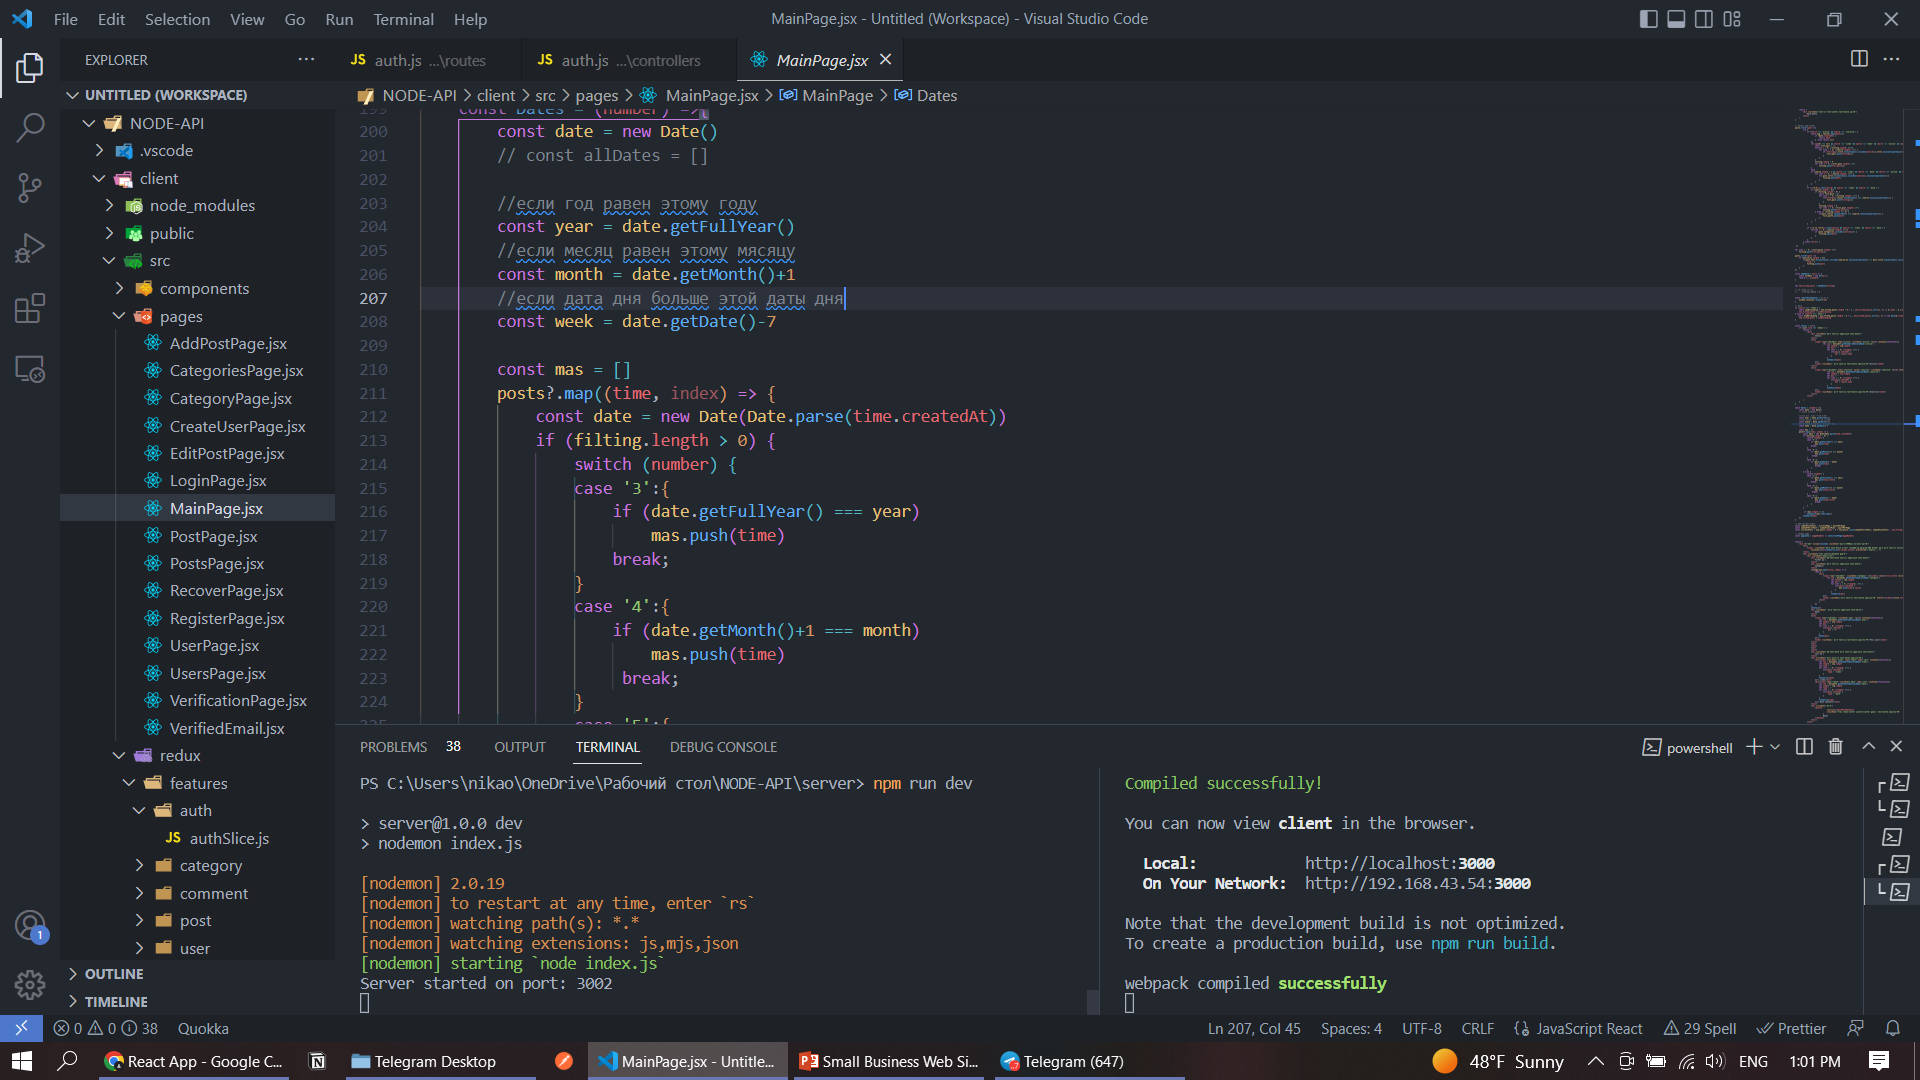 File Edit Selection View Go Run Terminal Help
MainPage.jsx - Untitled (Workspace) - Visual Studio Code
EXPLORER
JS auth.js ...\routes
JS auth.js ...\controllers
MainPage.jsx
UNTITLED (WORKSPACE)
NODE-API > client > src > pages > MainPage.jsx > MainPage > Dates
NODE-API
.vscode
client
node_modules
public
src
components
pages
AddPostPage.jsx
CategoriesPage.jsx
CategoryPage.jsx
CreateUserPage.jsx
EditPostPage.jsx
LoginPage.jsx
MainPage.jsx
PostPage.jsx
PostsPage.jsx
RecoverPage.jsx
RegisterPage.jsx
UserPage.jsx
UsersPage.jsx
VerificationPage.jsx
VerifiedEmail.jsx
redux
features
auth
JS authSlice.js
category
comment
post
user
OUTLINE
TIMELINE
199 const Dates = (number) =>{
200 const date = new Date()
201 // const allDates = []
202
203 //если год равен этому году
204 const year = date.getFullYear()
205 //если месяц равен этому мясяцу
206 const month = date.getMonth()+1
207 //если дата дня больше этой даты дня
208 const week = date.getDate()-7
209
210 const mas = []
211 posts?.map((time, index) => {
212 const date = new Date(Date.parse(time.createdAt))
213 if (filting.length > 0) {
214 switch (number) {
215 case '3':{
216 if (date.getFullYear() === year)
217 mas.push(time)
218 break;
219 }
220 case '4':{
221 if (date.getMonth()+1 === month)
222 mas.push(time)
223 break;
224 }
225 case '5':{
PROBLEMS 38 OUTPUT TERMINAL DEBUG CONSOLE
powershell
PS C:\Users\nikao\OneDrive\Рабочий стол\NODE-API\server> npm run dev
> server@1.0.0 dev
> nodemon index.js
[nodemon] 2.0.19
[nodemon] to restart at any time, enter `rs`
[nodemon] watching path(s): *.*
[nodemon] watching extensions: js,mjs,json
[nodemon] starting `node index.js`
Server started on port: 3002
Compiled successfully!
You can now view client in the browser.
Local: http://localhost:3000
On Your Network: http://192.168.43.54:3000
Note that the development build is not optimized.
To create a production build, use npm run build.
webpack compiled successfully
1
0 0 38 Quokka
Ln 207, Col 45 Spaces: 4 UTF-8 CRLF JavaScript React 29 Spell Prettier
React App - Google C...
Telegram Desktop
MainPage.jsx - Untitle...
Small Business Web Si...
Telegram (647)
48°F Sunny
ENG 1:01 PM